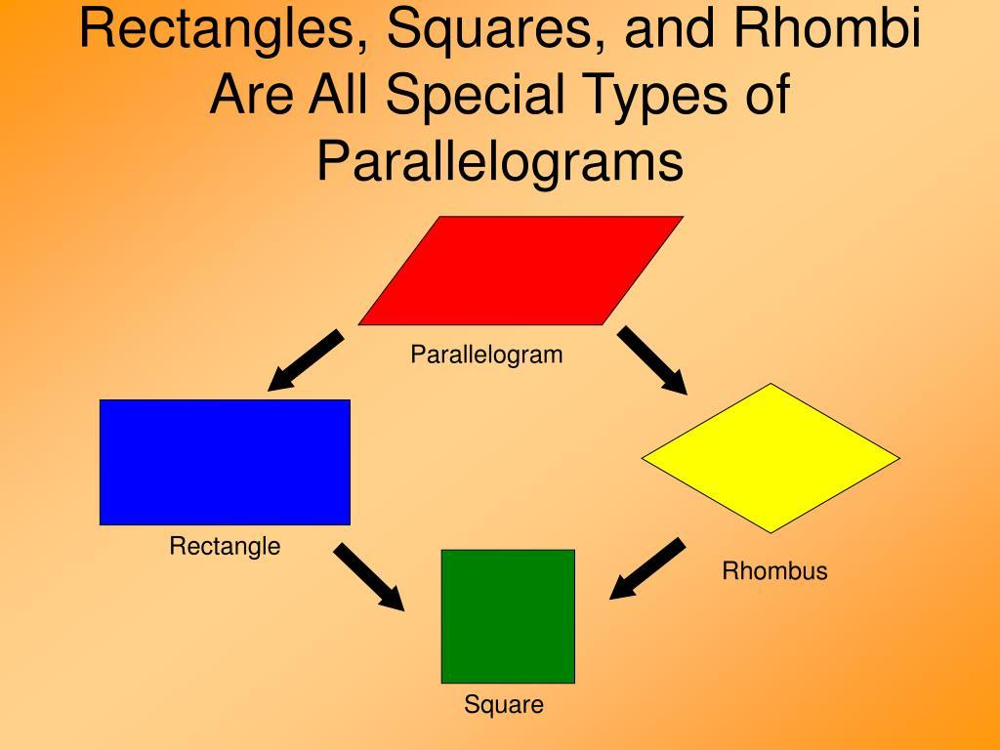 Rectangles, Squares, and Rhombi
Are All Special Types of
Parallelograms
Parallelogram
Rectangle
Rhombus
Square